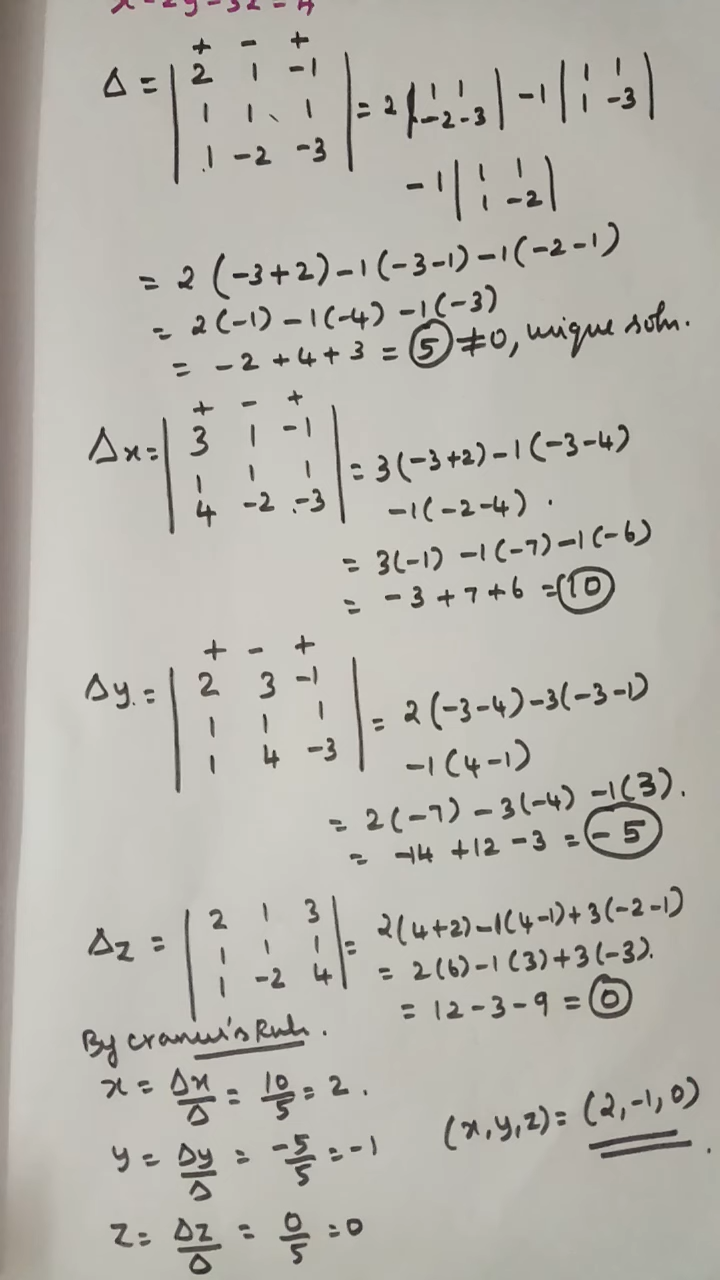 x-2y-3z=4
+ - +
Δ = | 2 1 -1 | = 2 | 1 1 | -1 | 1 1 |
| 1 1 1 | | -2 -3 | | 1 -3 |
| 1 -2 -3 |
-1 | 1 1 |
| 1 -2 |
= 2 (-3+2) -1(-3-1) -1(-2-1)
= 2(-1) -1(-4) -1(-3)
= -2 +4+3 = 5 ≠0, unique soln.
+ - +
Δx = | 3 1 -1 | = 3(-3+2) -1(-3-4)
| 1 1 1 |
| 4 -2 -3 | -1(-2-4) .
= 3(-1) -1(-7) -1(-6)
= -3 +7+6 = 10
+ - +
Δy. = | 2 3 -1 |
| 1 1 1 | = 2(-3-4) -3(-3-1)
| 1 4 -3 | -1(4-1)
= 2(-7) -3(-4) -1(3).
= -14 +12 -3 = -5
Δz = | 2 1 3 | = 2(4+2) -1(4-1)+3(-2-1)
| 1 1 1 |
| 1 -2 4 | = 2(6) -1(3)+3(-3).
= 12-3-9 = 0
By cramer's Rule.
x = Δx/Δ = 10/5 = 2 .
(x,y,z) = (2,-1,0)
y = Δy/Δ = -5/5 = -1
z = Δz/Δ = 0/5 = 0